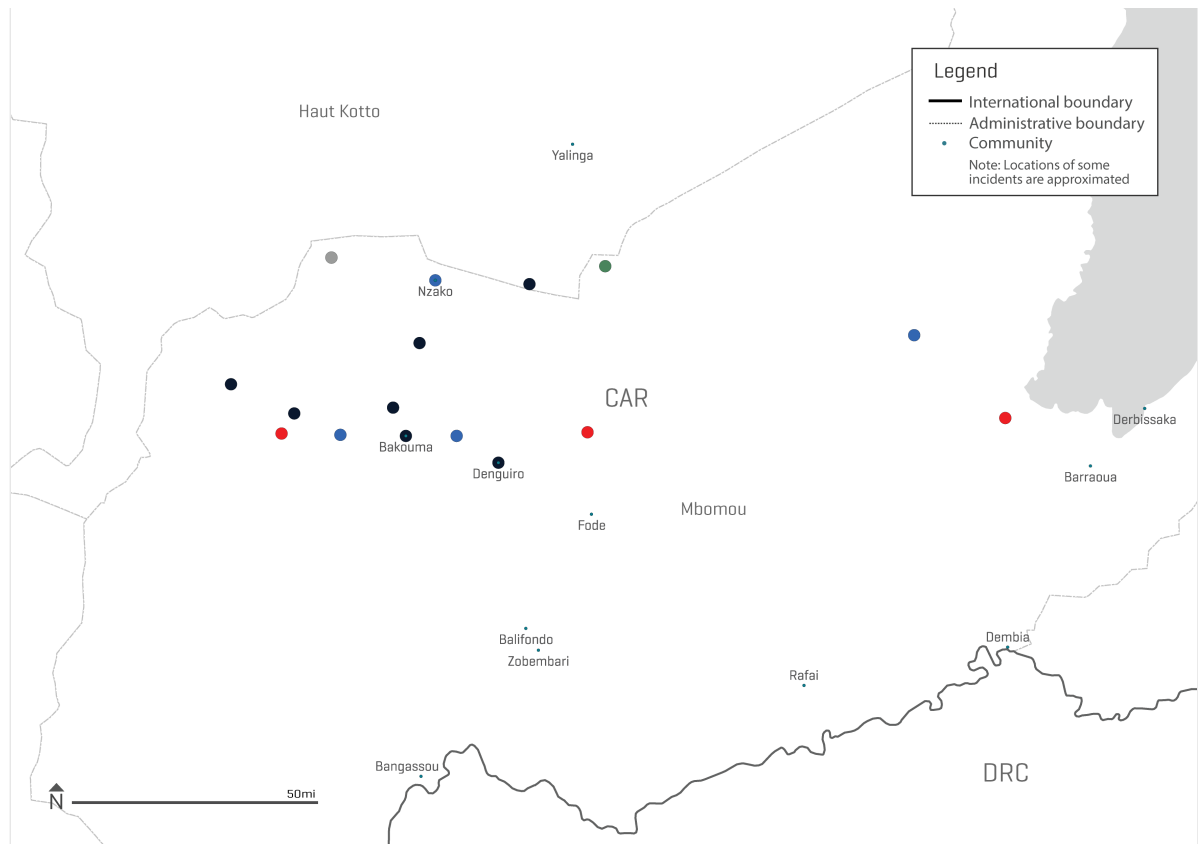 Legend
International boundary
Administrative boundary
Community
Note: Locations of some
incidents are approximated
Haut Kotto
Yalinga
Nzako
CAR
Derbissaka
Bakouma
Denguiro
Barraoua
Mbomou
Fode
Balifondo
Dembia
Zobembari
Rafai
Bangassou
DRC
N
50mi